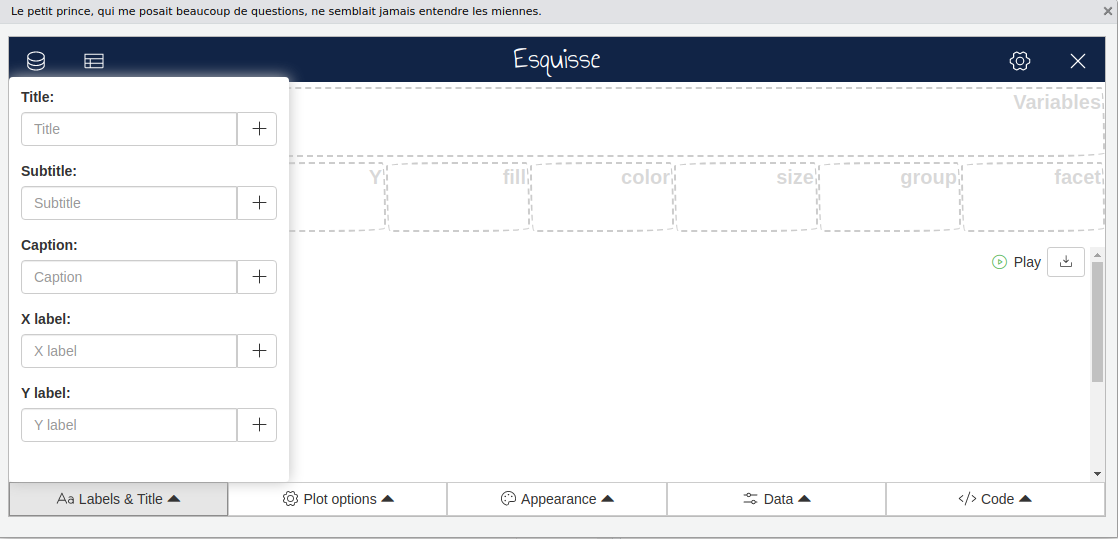 Le petit prince, qui me posait beaucoup de questions, ne semblait jamais entendre les miennes.
Esquisse
Title:
Title
Subtitle:
Subtitle
Caption:
Caption
X label:
X label
Y label:
Y label
Variables
Y fill color size group facet
Play
Aa Labels & Title Plot options Appearance Data </> Code